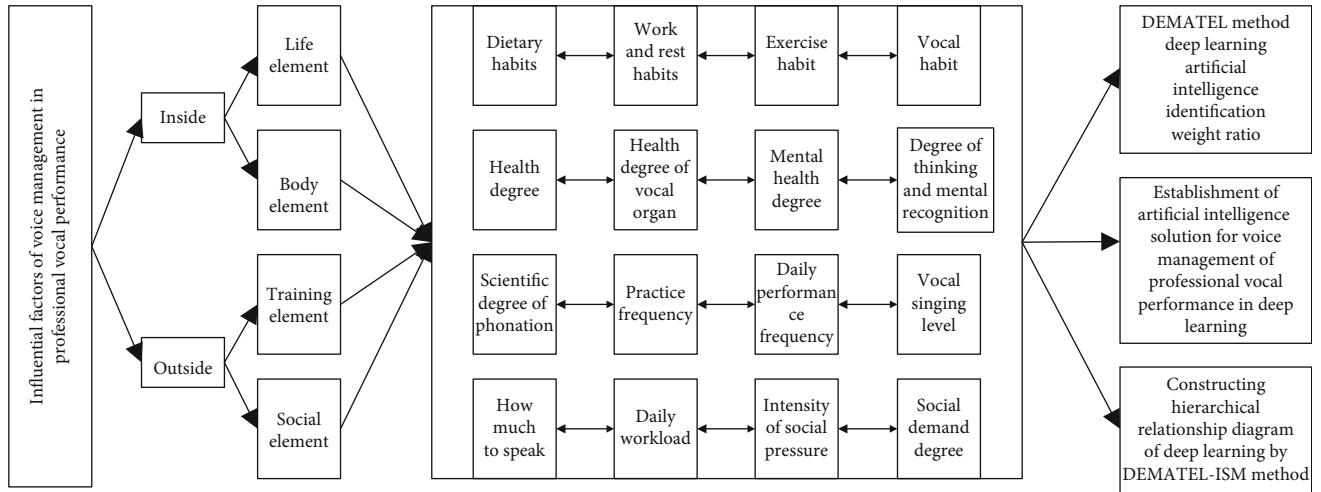 Influential factors of voice management in
professional vocal performance
Inside
Outside
Life
element
Body
element
Training
element
Social
element
Dietary
habits
Work
and rest
habits
Exercise
habit
Vocal
habit
Health
degree
Health
degree of
vocal
organ
Mental
health
degree
Degree of
thinking
and mental
recognition
Scientific
degree of
phonation
Practice
frequency
Daily
performan
ce
frequency
Vocal
singing
level
How
much
to speak
Daily
workload
Intensity
of social
pressure
Social
demand
degree
DEMATEL method
deep learning
artificial
intelligence
identification
weight ratio
Establishment of
artificial intelligence
solution for voice
management of
professional vocal
performance in deep
learning
Constructing
hierarchical
relationship diagram
of deep learning by
DEMATEL-ISM method